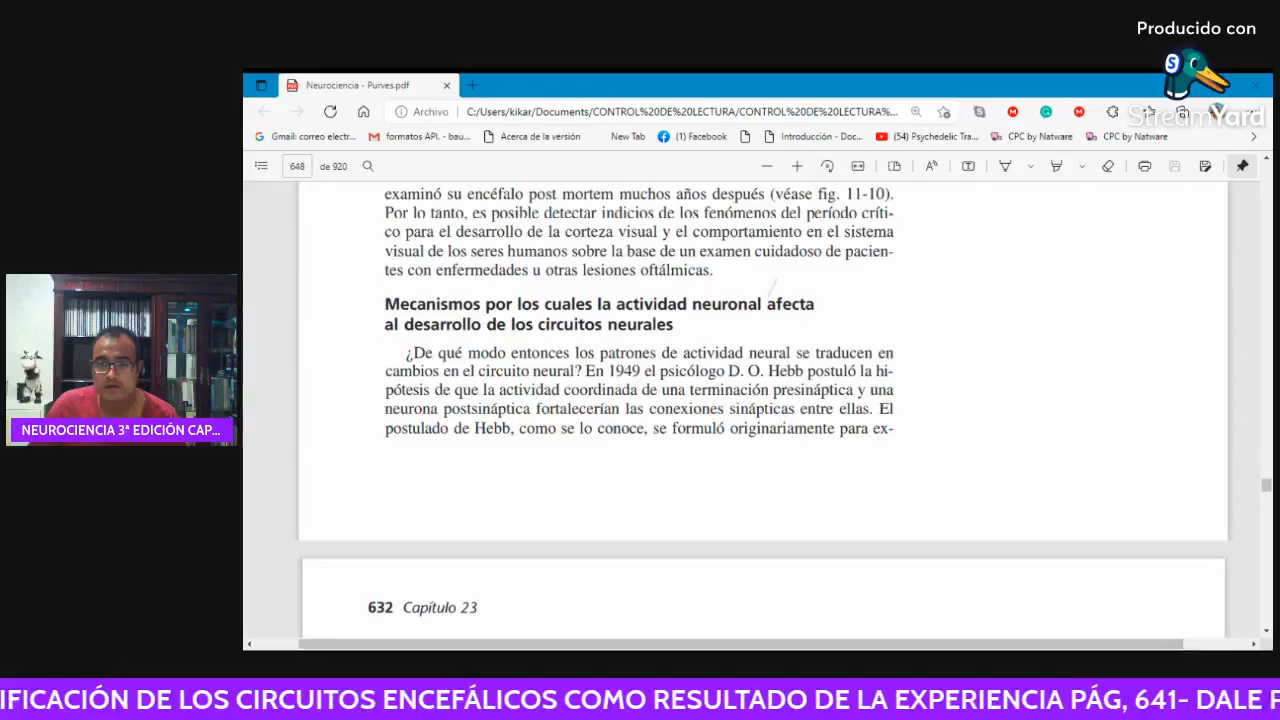 Producido con
StreamYard
Neurociencia - Purves.pdf
Archivo C:/Users/kikar/Documents/CONTROL%20DE%20LECTURA/CONTROL%20DE%20LECTURA%...
Gmail: correo electr... formatos API. - bau... Acerca de la versión New Tab (1) Facebook Introducción - Doc... (54) Psychedelic Tra... CPC by Natware CPC by Natware
648 de 920
examinó su encéfalo post mortem muchos años después (véase fig. 11-10).
Por lo tanto, es posible detectar indicios de los fenómenos del período críti-
co para el desarrollo de la corteza visual y el comportamiento en el sistema
visual de los seres humanos sobre la base de un examen cuidadoso de pacien-
tes con enfermedades u otras lesiones oftálmicas.
Mecanismos por los cuales la actividad neuronal afecta
al desarrollo de los circuitos neurales
¿De qué modo entonces los patrones de actividad neural se traducen en
cambios en el circuito neural? En 1949 el psicólogo D. O. Hebb postuló la hi-
pótesis de que la actividad coordinada de una terminación presináptica y una
neurona postsináptica fortalecerían las conexiones sinápticas entre ellas. El
postulado de Hebb, como se lo conoce, se formuló originariamente para ex-
632 Capítulo 23
NEUROCIENCIA 3ª EDICIÓN CAP...
IFICACIÓN DE LOS CIRCUITOS ENCEFÁLICOS COMO RESULTADO DE LA EXPERIENCIA PÁG, 641- DALE